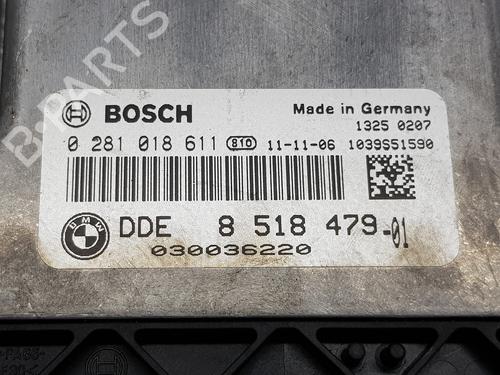 B-PARTS
BOSCH
Made in Germany
1325 0207
0 281 018 611 810 11-11-06 1039S51590
BMW
DDE 8 518 479-01
030036220